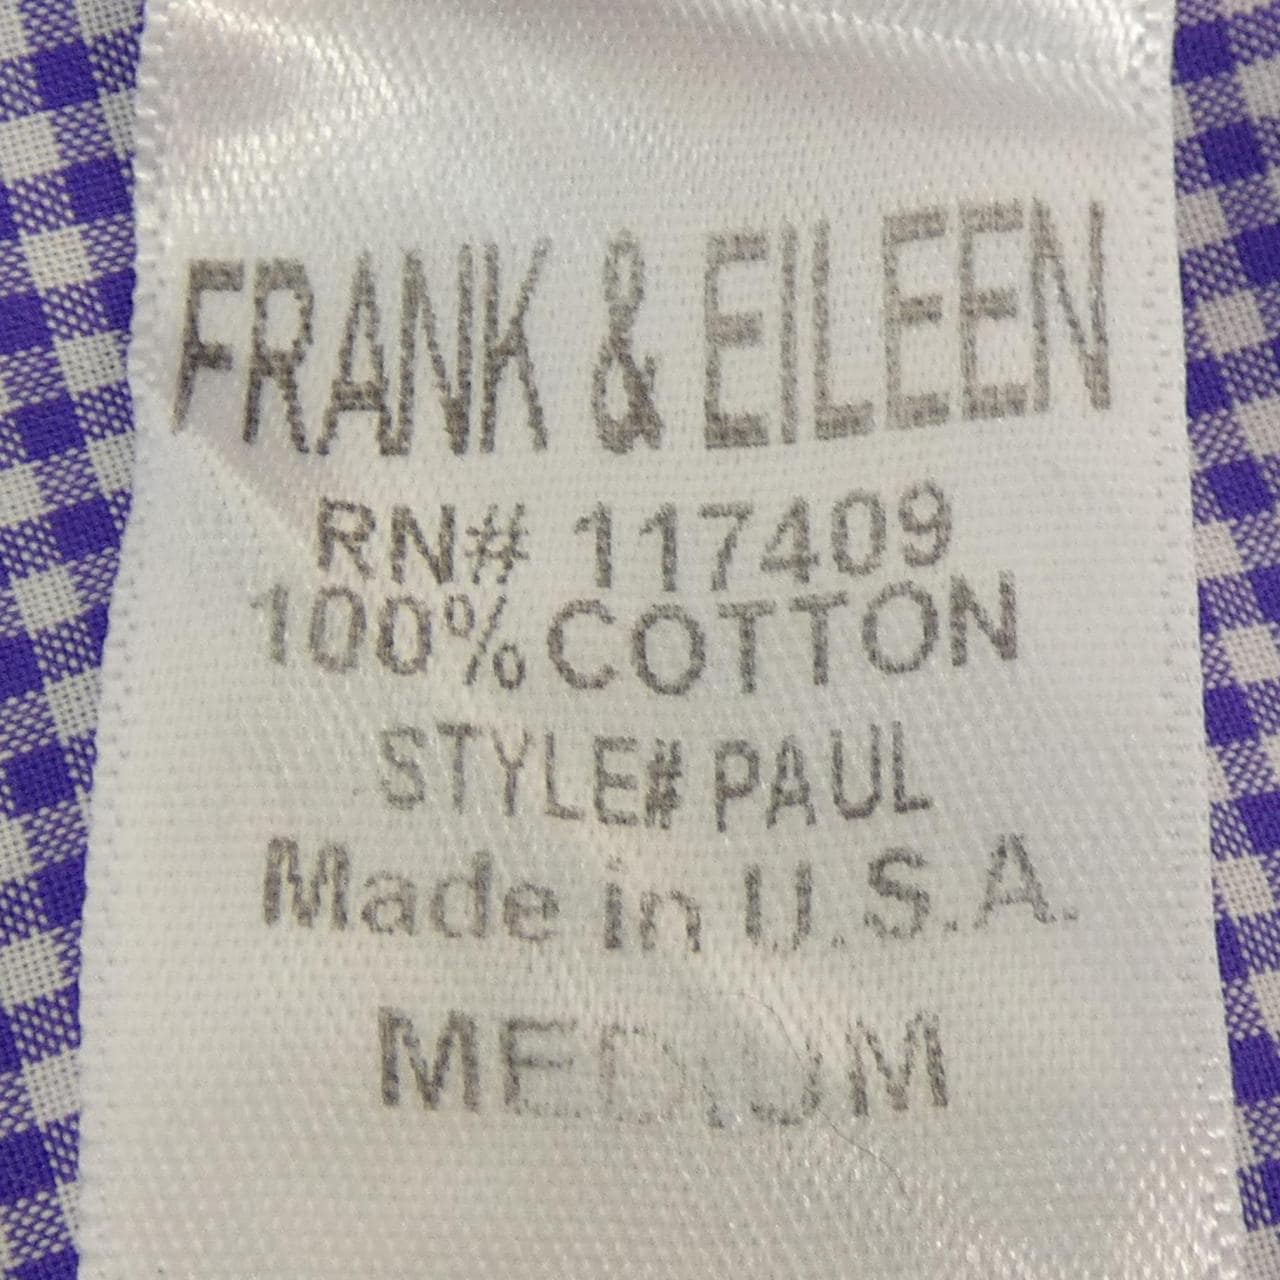 FRANK & EILEEN
RN# 117409
100% COTTON
STYLE# PAUL
Made in U.S.A.
MEDIUM